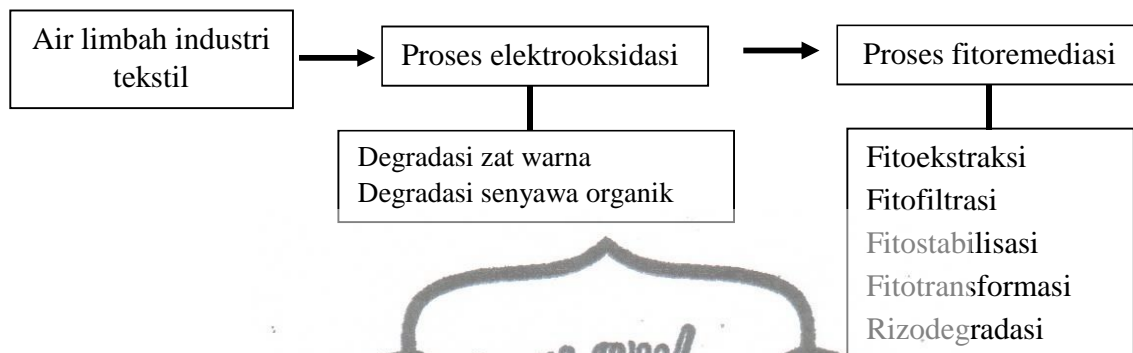 Air limbah industri
tekstil
Proses elektrooksidasi
Proses fitoremediasi
Degradasi zat warna
Degradasi senyawa organik
Fitoekstraksi
Fitofiltrasi
Fitostabilisasi
Fitotransformasi
Rizodegradasi